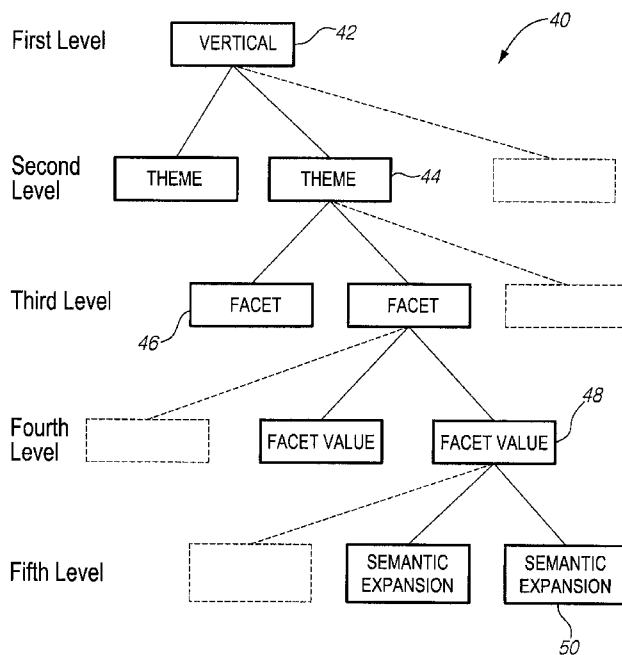 First Level
VERTICAL
42
40
Second
Level
THEME
THEME
44
Third Level
FACET
FACET
46
Fourth
Level
FACET VALUE
FACET VALUE
48
Fifth Level
SEMANTIC
EXPANSION
SEMANTIC
EXPANSION
50